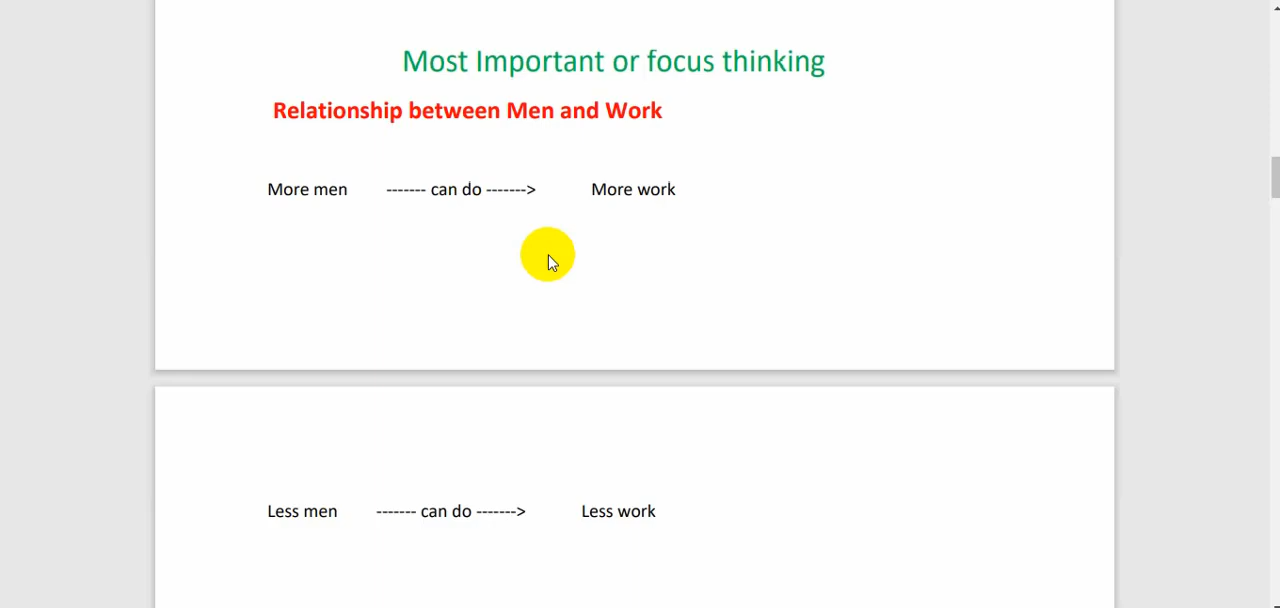 Most Important or focus thinking
Relationship between Men and Work
More men ------- can do -------> More work
Less men ------- can do -------> Less work